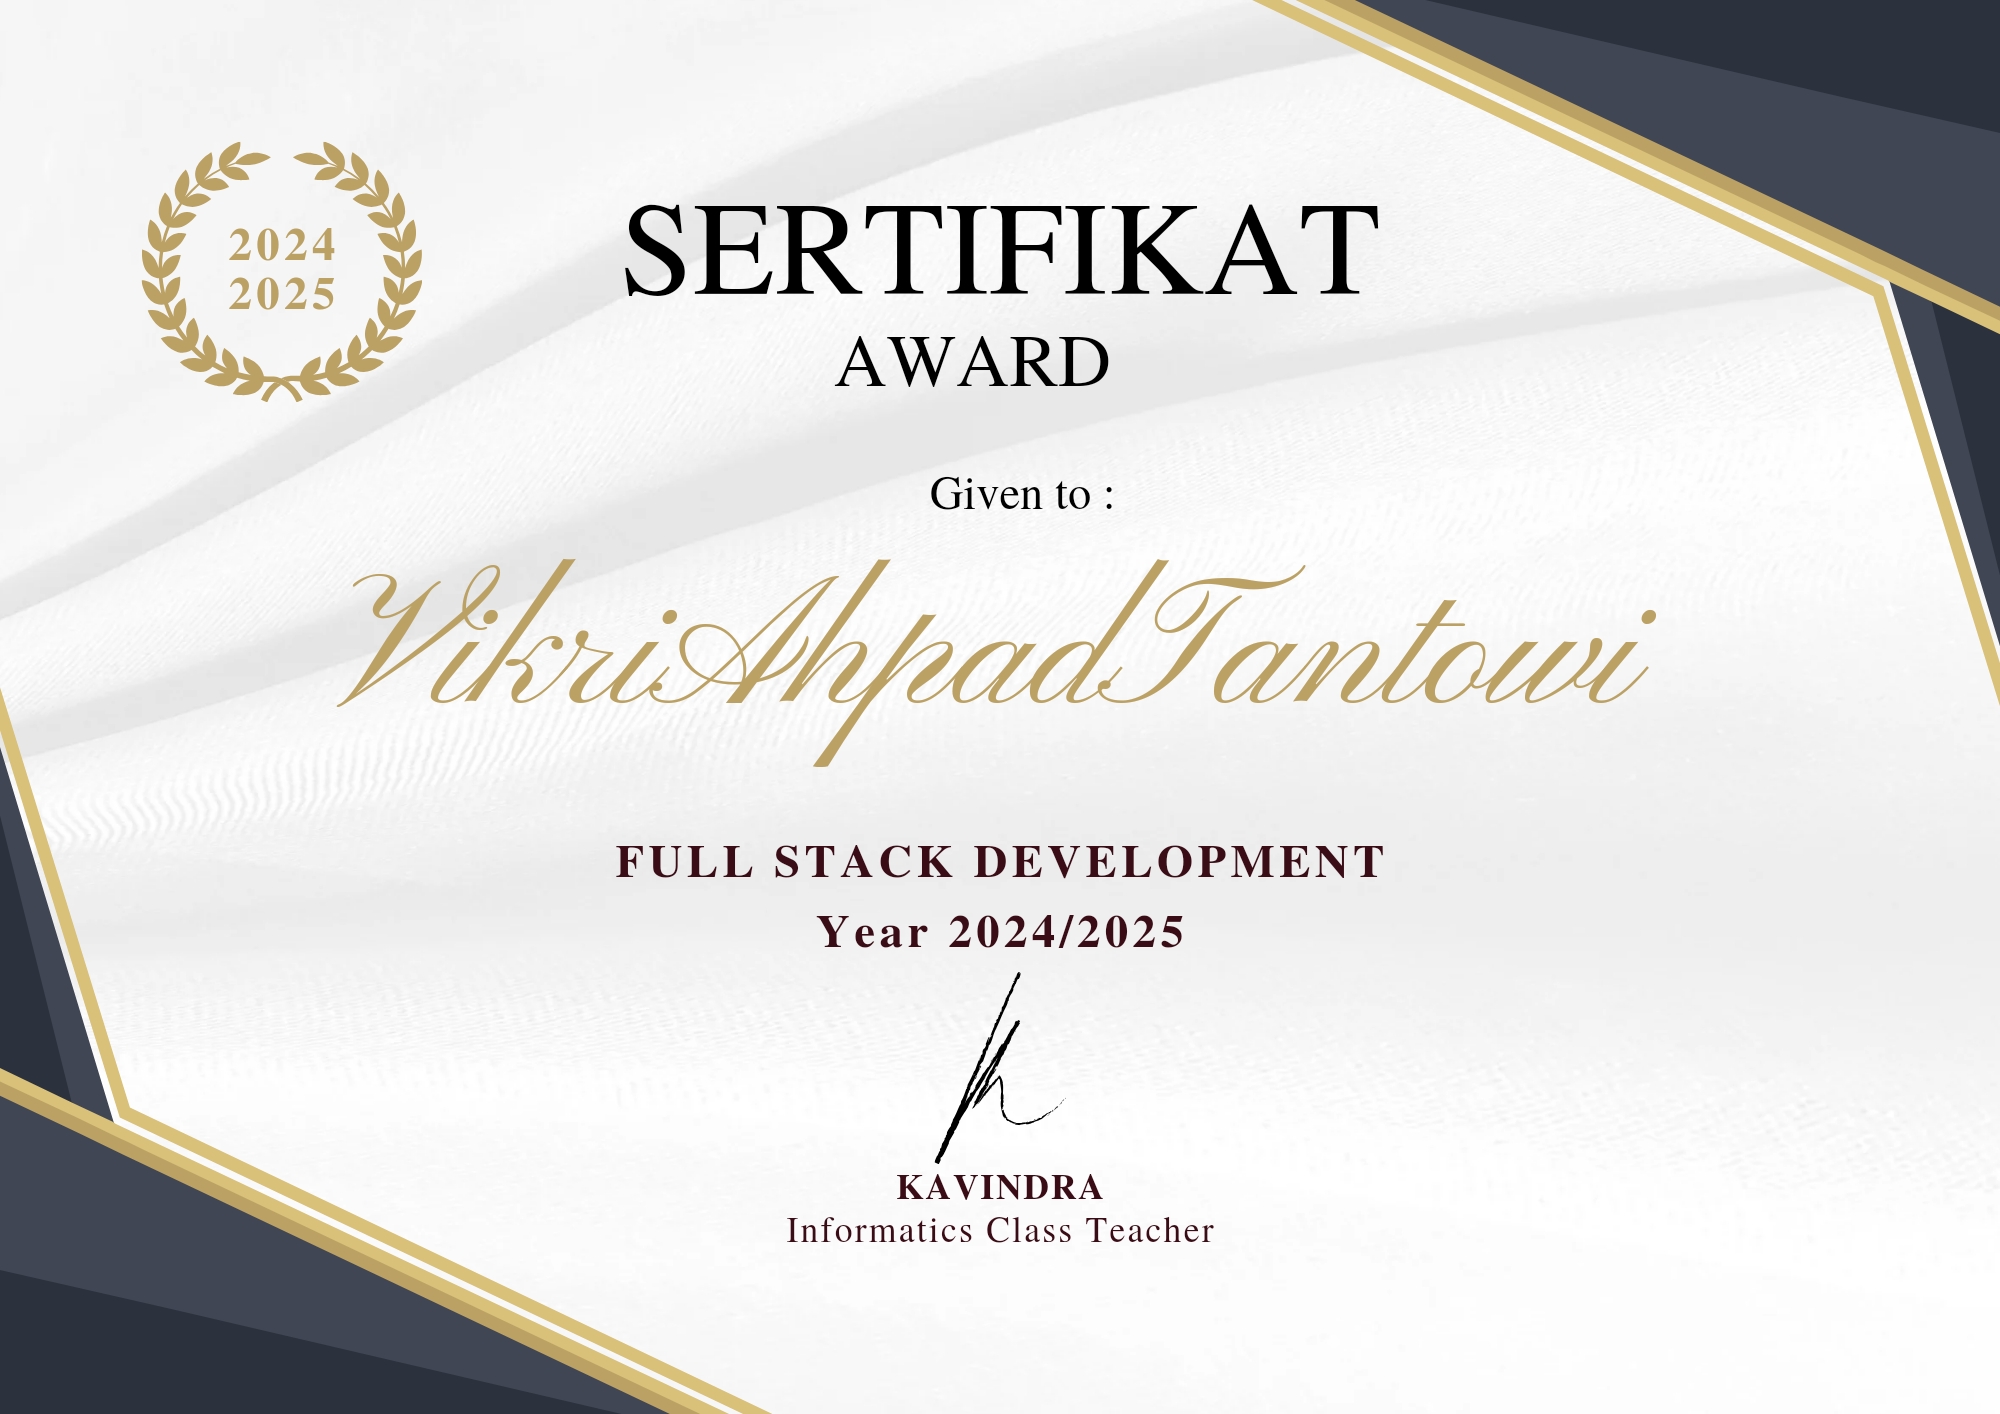 2024
2025
SERTIFIKAT
AWARD
Given to :
VikriAhpadTantowi
FULL STACK DEVELOPMENT
Year 2024/2025
KAVINDRA
Informatics Class Teacher